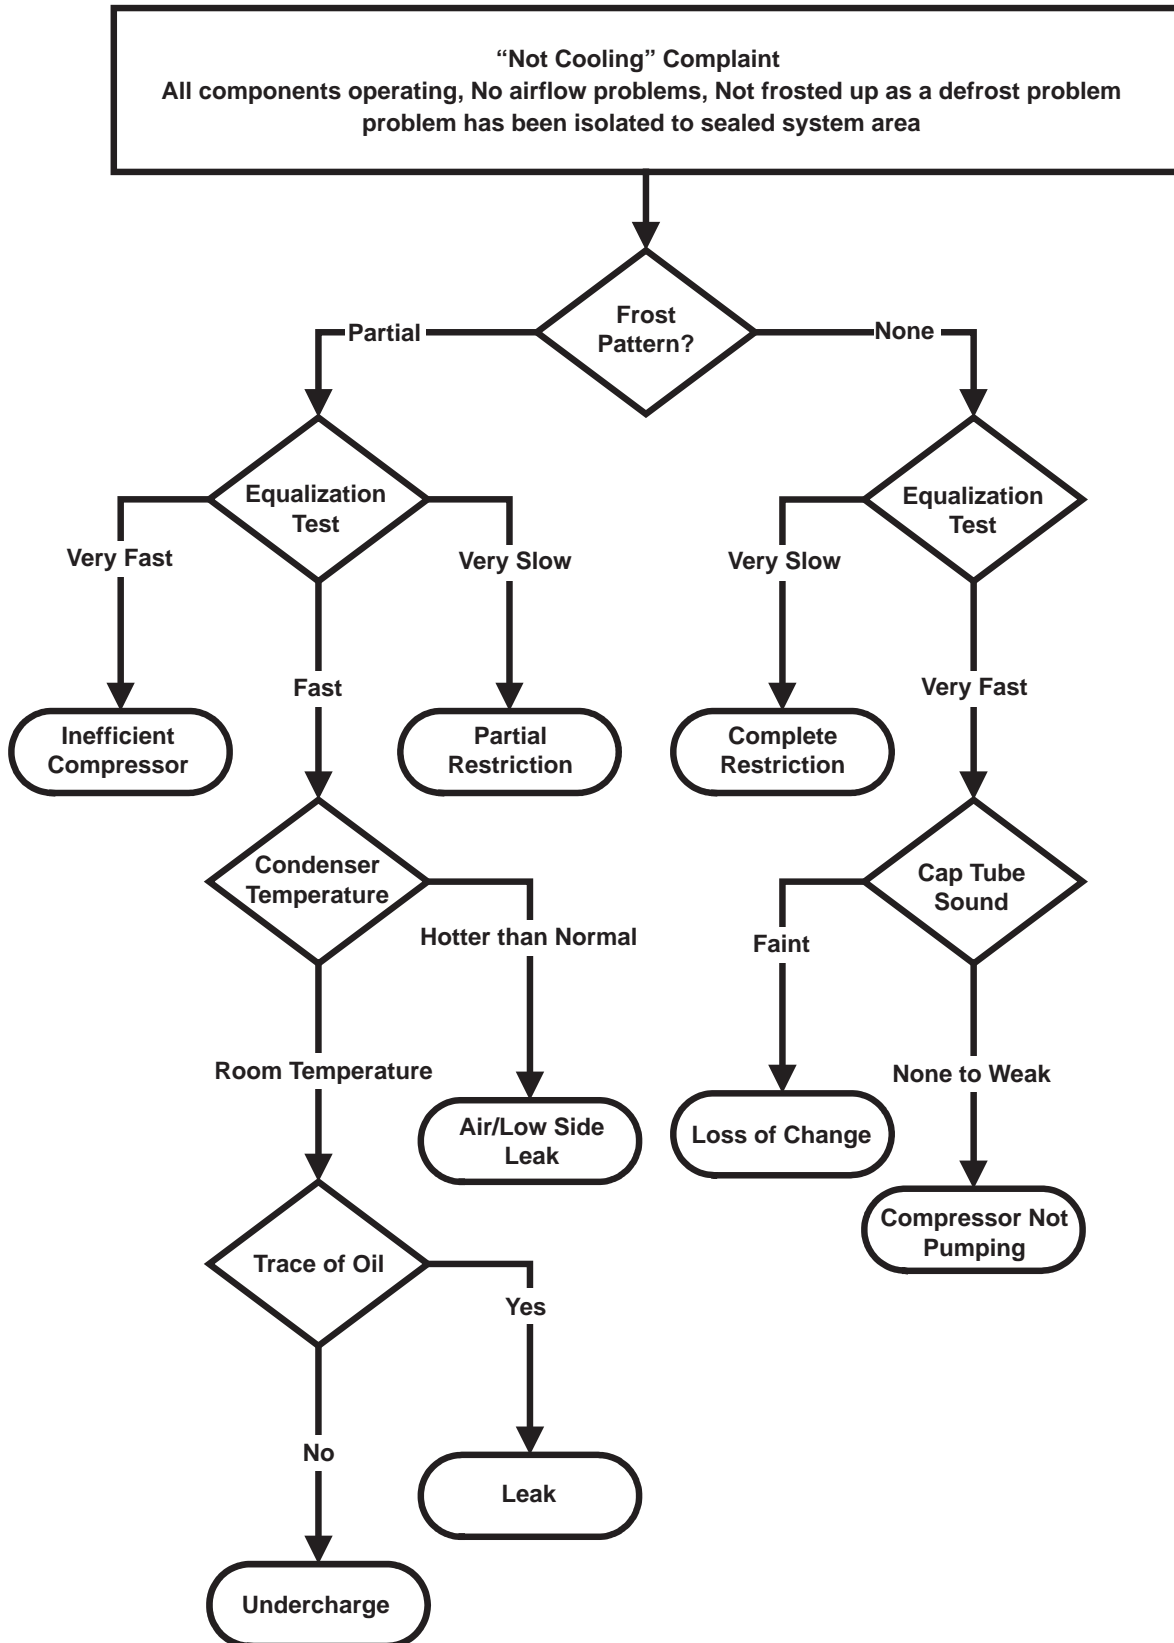 “Not Cooling” Complaint
All components operating, No airflow problems, Not frosted up as a defrost problem
problem has been isolated to sealed system area
Frost
Pattern?
Partial
None
Equalization
Test
Equalization
Test
Very Fast
Very Slow
Very Slow
Fast
Very Fast
Inefficient
Compressor
Partial
Restriction
Complete
Restriction
Condenser
Temperature
Cap Tube
Sound
Hotter than Normal
Faint
Room Temperature
None to Weak
Air/Low Side
Leak
Loss of Change
Compressor Not
Pumping
Trace of Oil
Yes
No
Leak
Undercharge